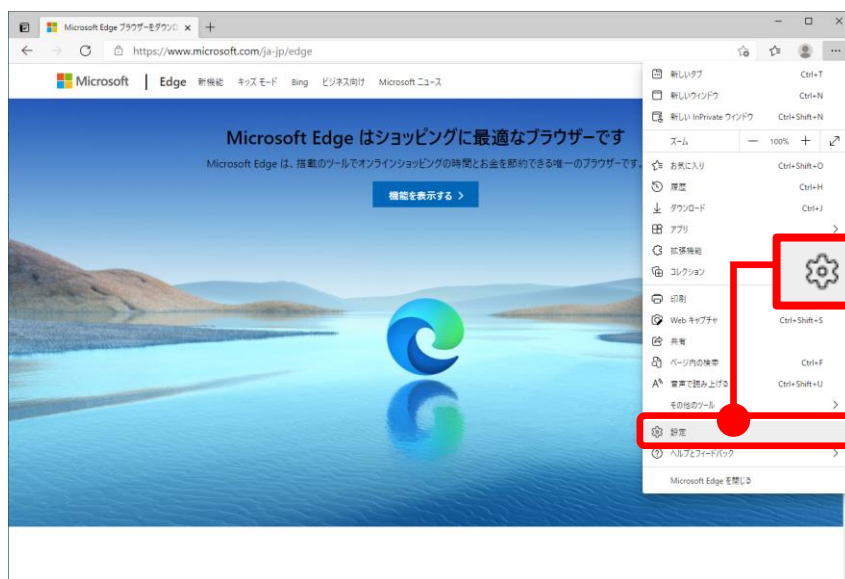 Microsoft Edge ブラウザーをダウンロ
https://www.microsoft.com/ja-jp/edge
Microsoft | Edge 新機能 キッズ モード Bing ビジネス向け Microsoft ニュース
Microsoft Edge はショッピングに最適なブラウザーです
Microsoft Edge は、搭載のツールでオンラインショッピングの時間とお金を節約できる唯一のブラウザーです。
機能を表示する >
新しいタブ Ctrl+T
新しいウィンドウ Ctrl+N
新しい InPrivate ウィンドウ Ctrl+Shift+N
ズーム − 100% +
お気に入り Ctrl+Shift+O
履歴 Ctrl+H
ダウンロード Ctrl+J
アプリ
拡張機能
コレクション
印刷
Web キャプチャ Ctrl+Shift+S
共有
ページ内の検索 Ctrl+F
音声で読み上げる Ctrl+Shift+U
その他のツール
設定
ヘルプとフィードバック
Microsoft Edge を閉じる